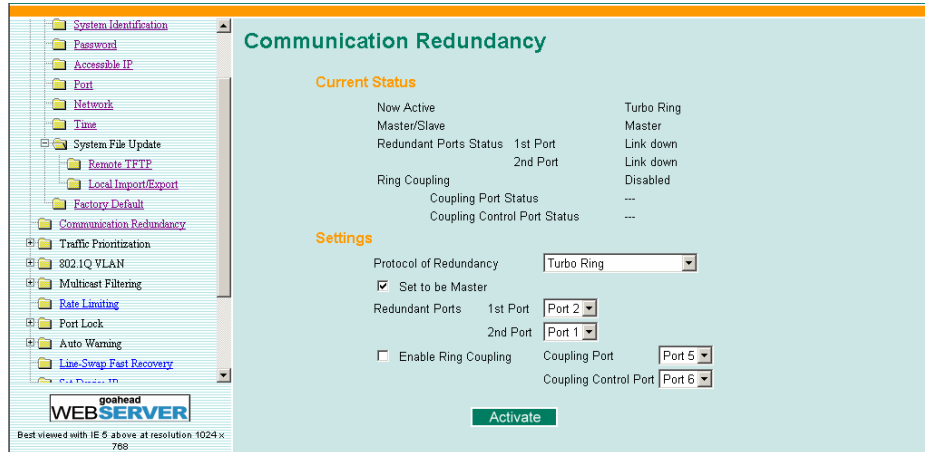 System Identification
Password
Accessible IP
Port
Network
Time
System File Update
Remote TFTP
Local Import/Export
Factory Default
Communication Redundancy
Traffic Prioritization
802.1Q VLAN
Multicast Filtering
Rate Limiting
Port Lock
Auto Warning
Line-Swap Fast Recovery
Set Device IP
goahead
WEBSERVER
Best viewed with IE 5 above at resolution 1024 x
768
Communication Redundancy
Current Status
Now Active Turbo Ring
Master/Slave Master
Redundant Ports Status 1st Port Link down
2nd Port Link down
Ring Coupling Disabled
Coupling Port Status ---
Coupling Control Port Status ---
Settings
Protocol of Redundancy Turbo Ring
Set to be Master
Redundant Ports 1st Port Port 2
2nd Port Port 1
Enable Ring Coupling Coupling Port Port 5
Coupling Control Port Port 6
Activate